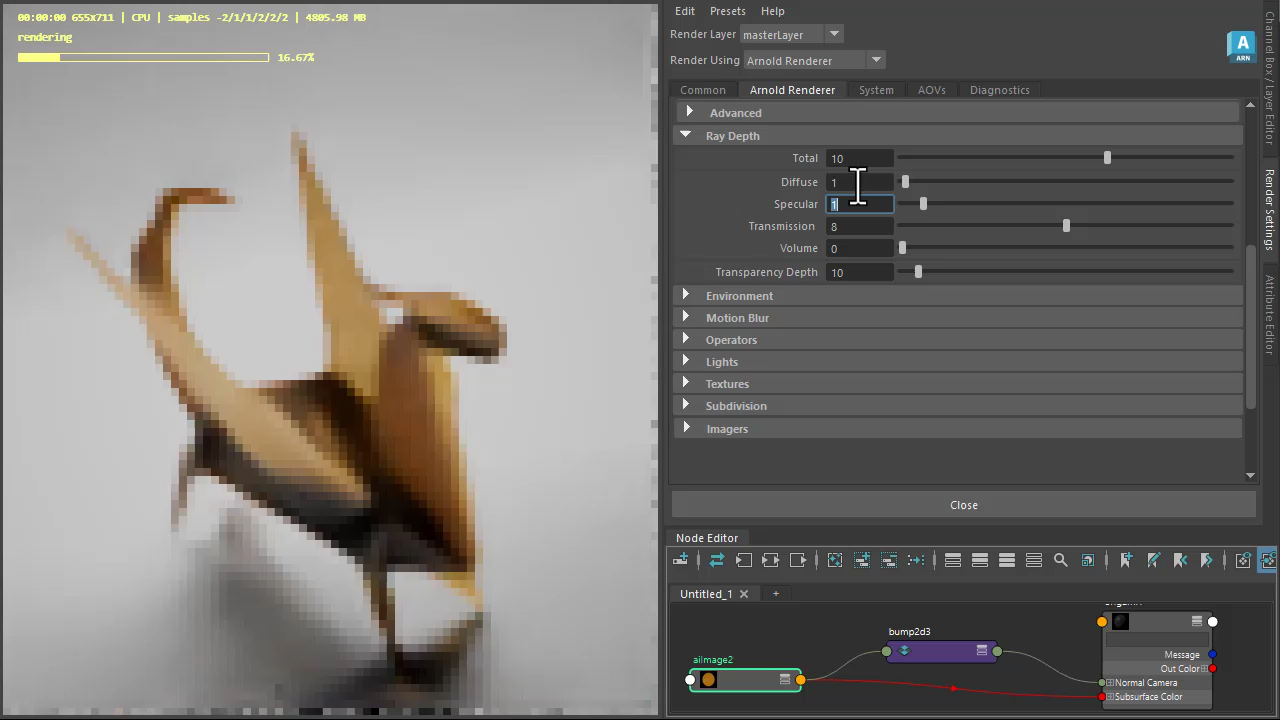 00:00:00 655x711 | CPU | samples -2/1/1/2/2/2 | 4805.98 MB
rendering
16.67%
Edit Presets Help
Render Layer masterLayer
Render Using Arnold Renderer
ARN
Common Arnold Renderer System AOVs Diagnostics
Advanced
Ray Depth
Total 10
Diffuse 1
Specular 1
Transmission 8
Volume 0
Transparency Depth 10
Environment
Motion Blur
Operators
Lights
Textures
Subdivision
Imagers
Close
Channel Box / Layer Editor
Render Settings
Attribute Editor
Node Editor
Untitled_1
bump2d3
aiImage2
Message
Out Color
Normal Camera
Subsurface Color